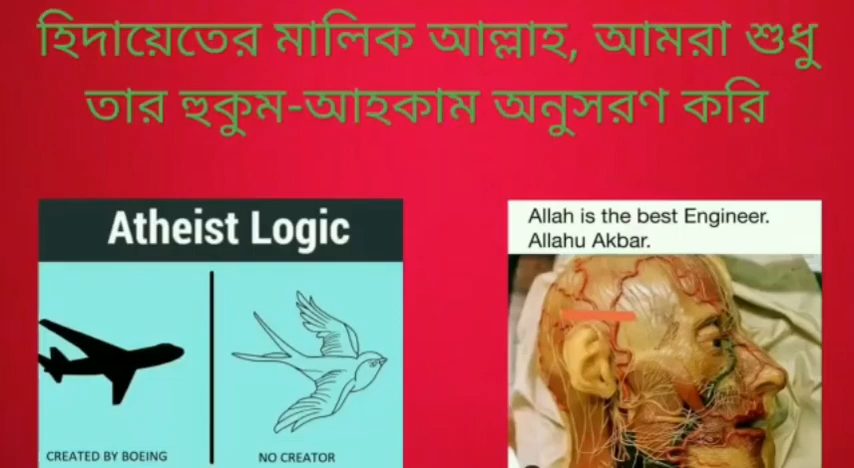 হিদায়েতের মালিক আল্লাহ, আমরা শুধু
তার হুকুম-আহকাম অনুসরণ করি
Atheist Logic
CREATED BY BOEING
NO CREATOR
Allah is the best Engineer.
Allahu Akbar.